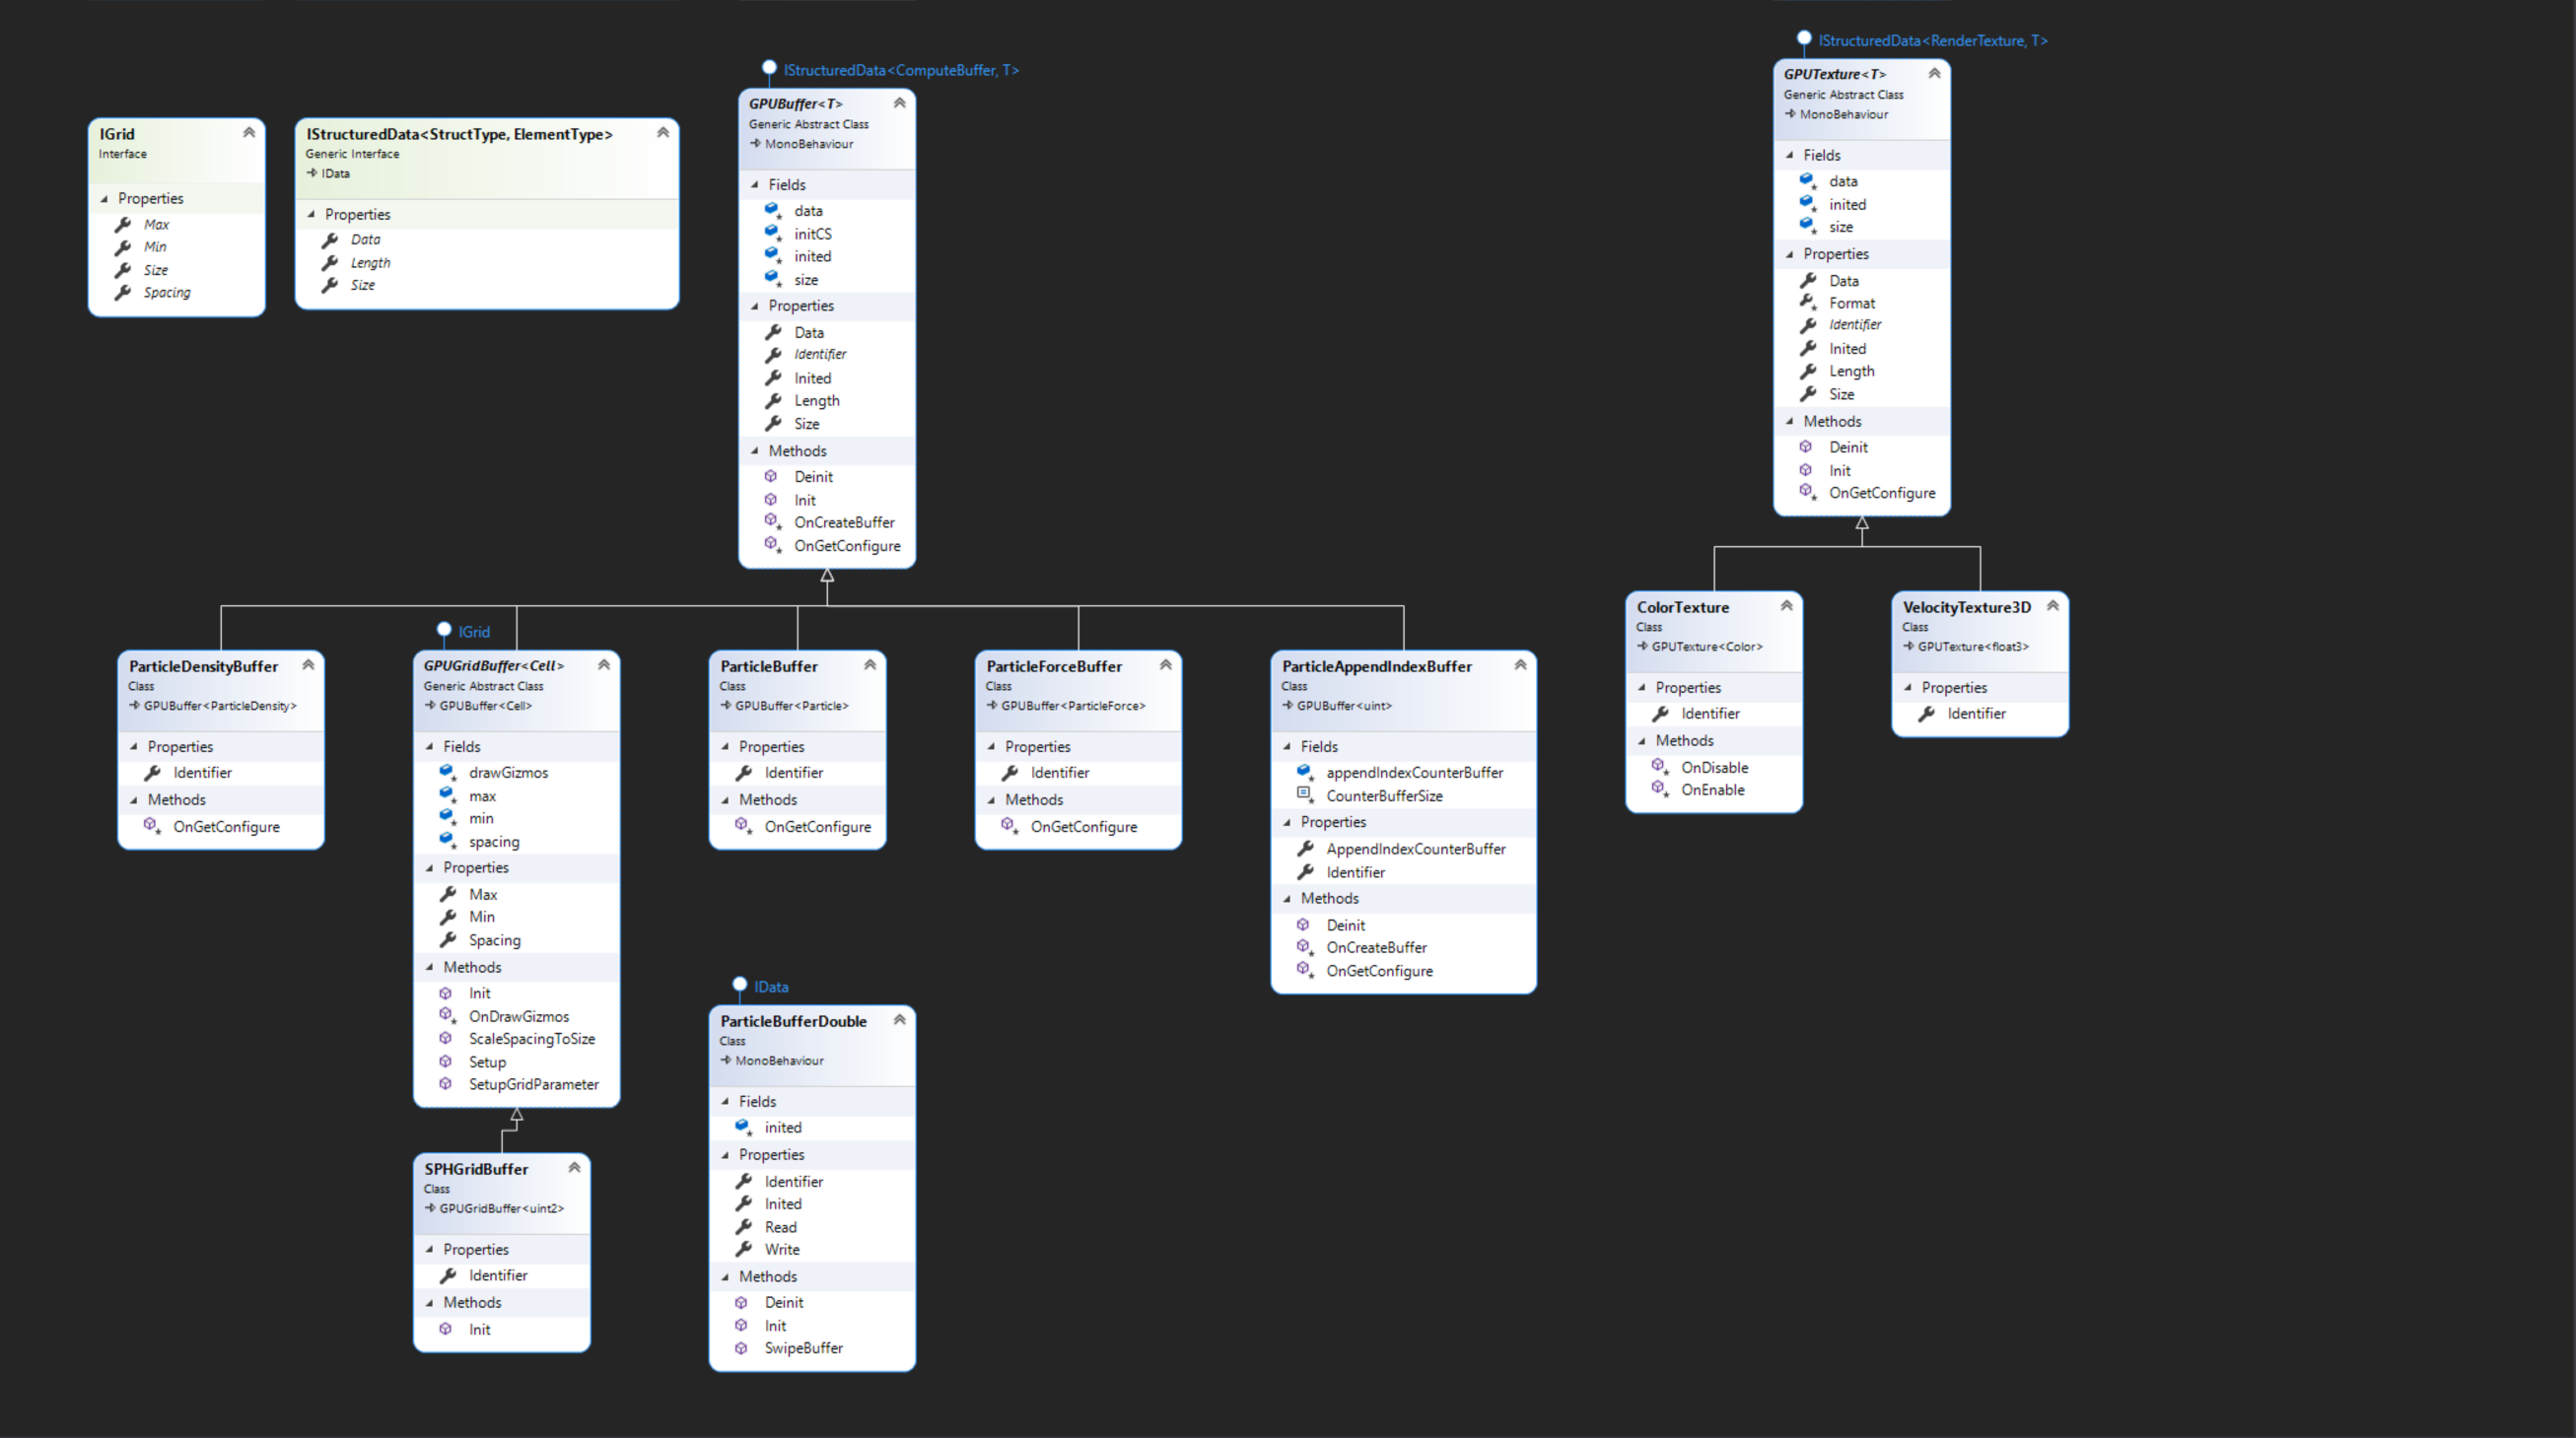 IGrid
Interface
Properties
Max
Min
Size
Spacing
IStructuredData<StructType, ElementType>
Generic Interface
IData
Properties
Data
Length
Size
IStructuredData<ComputeBuffer, T>
GPUBuffer<T>
Generic Abstract Class
MonoBehaviour
Fields
data
initCS
inited
size
Properties
Data
Identifier
Inited
Length
Size
Methods
Deinit
Init
OnCreateBuffer
OnGetConfigure
IStructuredData<RenderTexture, T>
GPUTexture<T>
Generic Abstract Class
MonoBehaviour
Fields
data
inited
size
Properties
Data
Format
Identifier
Inited
Length
Size
Methods
Deinit
Init
OnGetConfigure
ParticleDensityBuffer
Class
GPUBuffer<ParticleDensity>
Properties
Identifier
Methods
OnGetConfigure
IGrid
GPUGridBuffer<Cell>
Generic Abstract Class
GPUBuffer<Cell>
Fields
drawGizmos
max
min
spacing
Properties
Max
Min
Spacing
Methods
Init
OnDrawGizmos
ScaleSpacingToSize
Setup
SetupGridParameter
ParticleBuffer
Class
GPUBuffer<Particle>
Properties
Identifier
Methods
OnGetConfigure
ParticleForceBuffer
Class
GPUBuffer<ParticleForce>
Properties
Identifier
Methods
OnGetConfigure
ParticleAppendIndexBuffer
Class
GPUBuffer<uint>
Fields
appendIndexCounterBuffer
CounterBufferSize
Properties
AppendIndexCounterBuffer
Identifier
Methods
Deinit
OnCreateBuffer
OnGetConfigure
ColorTexture
Class
GPUTexture<Color>
Properties
Identifier
Methods
OnDisable
OnEnable
VelocityTexture3D
Class
GPUTexture<float3>
Properties
Identifier
SPHGridBuffer
Class
GPUGridBuffer<uint2>
Properties
Identifier
Methods
Init
IData
ParticleBufferDouble
Class
MonoBehaviour
Fields
inited
Properties
Identifier
Inited
Read
Write
Methods
Deinit
Init
SwipeBuffer